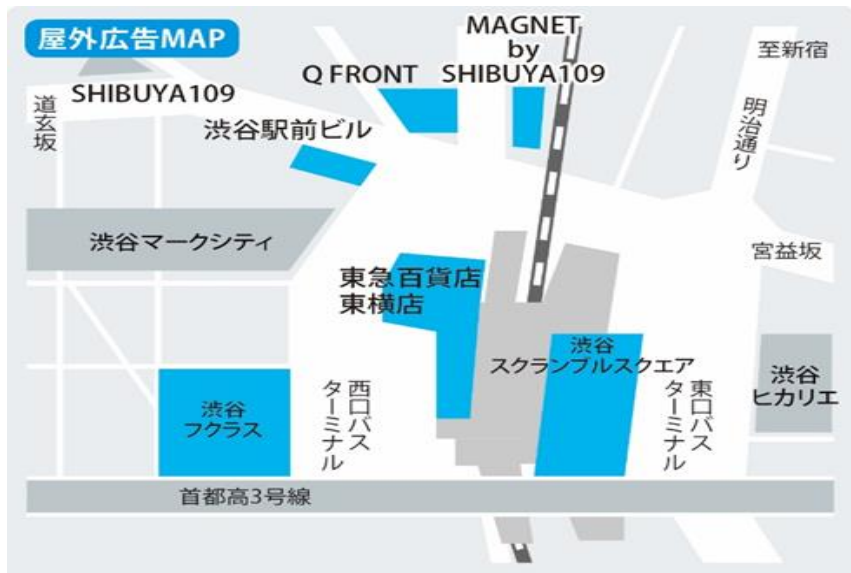 屋外広告MAP
MAGNET
by
SHIBUYA109
至新宿
Q FRONT
SHIBUYA109
道玄坂
明治通り
渋谷駅前ビル
渋谷マークシティ
宮益坂
東急百貨店
東横店
渋谷
スクランブルスクエア
渋谷
ヒカリエ
渋谷
フクラス
西口バス
ターミナル
東口バス
ターミナル
首都高3号線